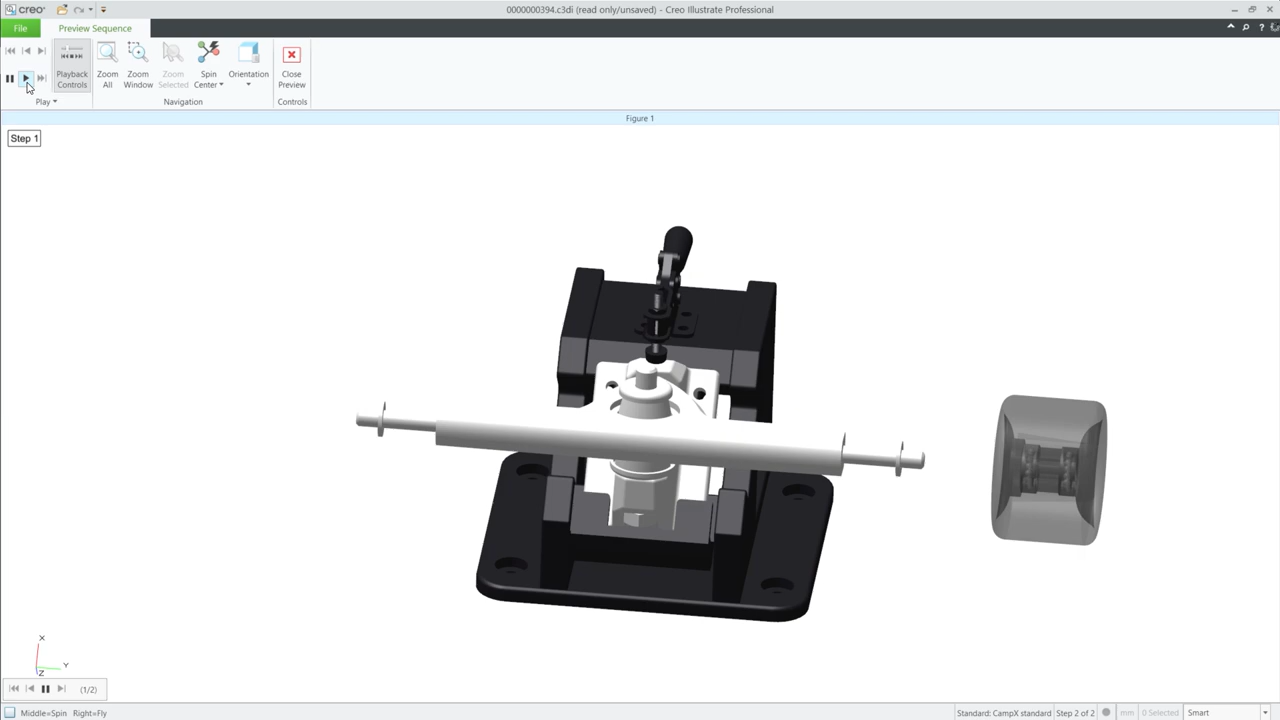 creo
0000000394.c3di (read only/unsaved) - Creo Illustrate Professional
File
Preview Sequence
Playback Controls
Zoom All
Zoom Window
Zoom Selected
Spin Center
Orientation
Close Preview
Play
Navigation
Controls
Figure 1
Step 1
X
Y
Z
(1/2)
Middle=Spin Right=Fly
Standard: CampX standard
Step 2 of 2
mm
0 Selected
Smart